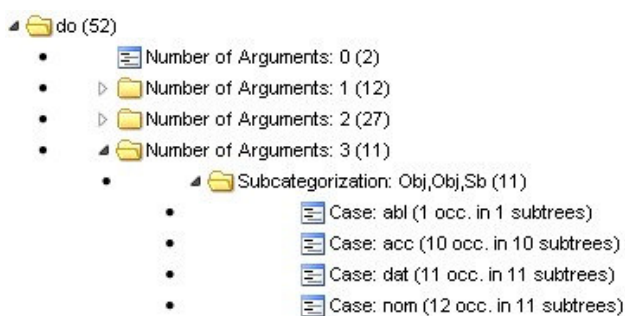 do (52)
Number of Arguments: 0 (2)
Number of Arguments: 1 (12)
Number of Arguments: 2 (27)
Number of Arguments: 3 (11)
Subcategorization: Obj,Obj,Sb (11)
Case: abl (1 occ. in 1 subtrees)
Case: acc (10 occ. in 10 subtrees)
Case: dat (11 occ. in 11 subtrees)
Case: nom (12 occ. in 11 subtrees)